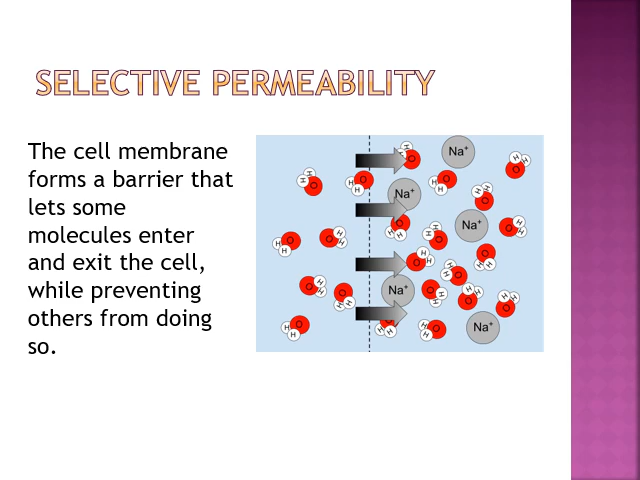 SELECTIVE PERMEABILITY
The cell membrane
forms a barrier that
lets some
molecules enter
and exit the cell,
while preventing
others from doing
so.
H H O
Na⁺
H H O
H H O
H H O
H H O
Na⁺
H H O
H H O
Na⁺
H H O
H H O
H H O
H H O
H H O
H H O
H H O
H H O
H H O
H H O
Na⁺
H H O
H H O
H H O
H H O
H H O
H H O
Na⁺